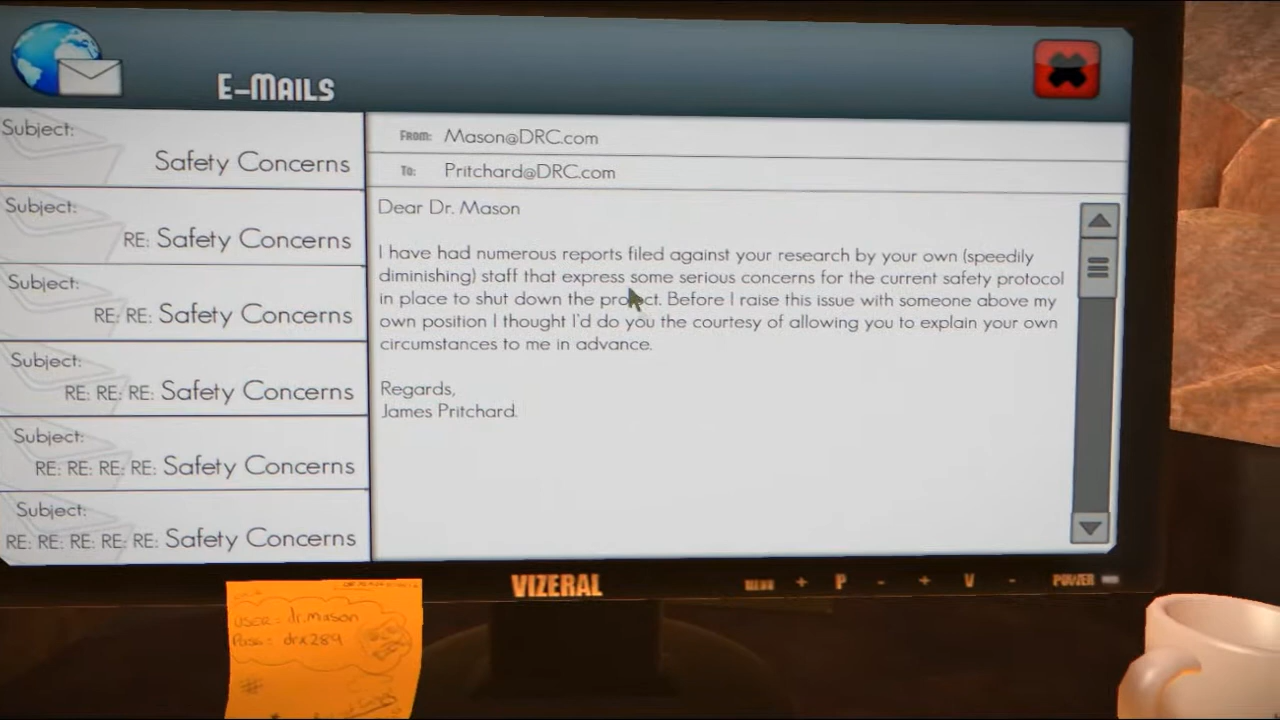 E-Mails
Subject:
Safety Concerns
Subject:
RE: Safety Concerns
Subject:
RE: RE: Safety Concerns
Subject:
RE: RE: RE: Safety Concerns
Subject:
RE: RE: RE: RE: Safety Concerns
Subject:
RE: RE: RE: RE: RE: Safety Concerns
From: Mason@DRC.com
To: Pritchard@DRC.com
Dear Dr. Mason
I have had numerous reports filed against your research by your own (speedily
diminishing) staff that express some serious concerns for the current safety protocol
in place to shut down the project. Before I raise this issue with someone above my
own position I thought I'd do you the courtesy of allowing you to explain your own
circumstances to me in advance.
Regards,
James Pritchard.
VIZERAL
MENU + P - + V - POWER
USER = dr.mason
Pass = drx289
#